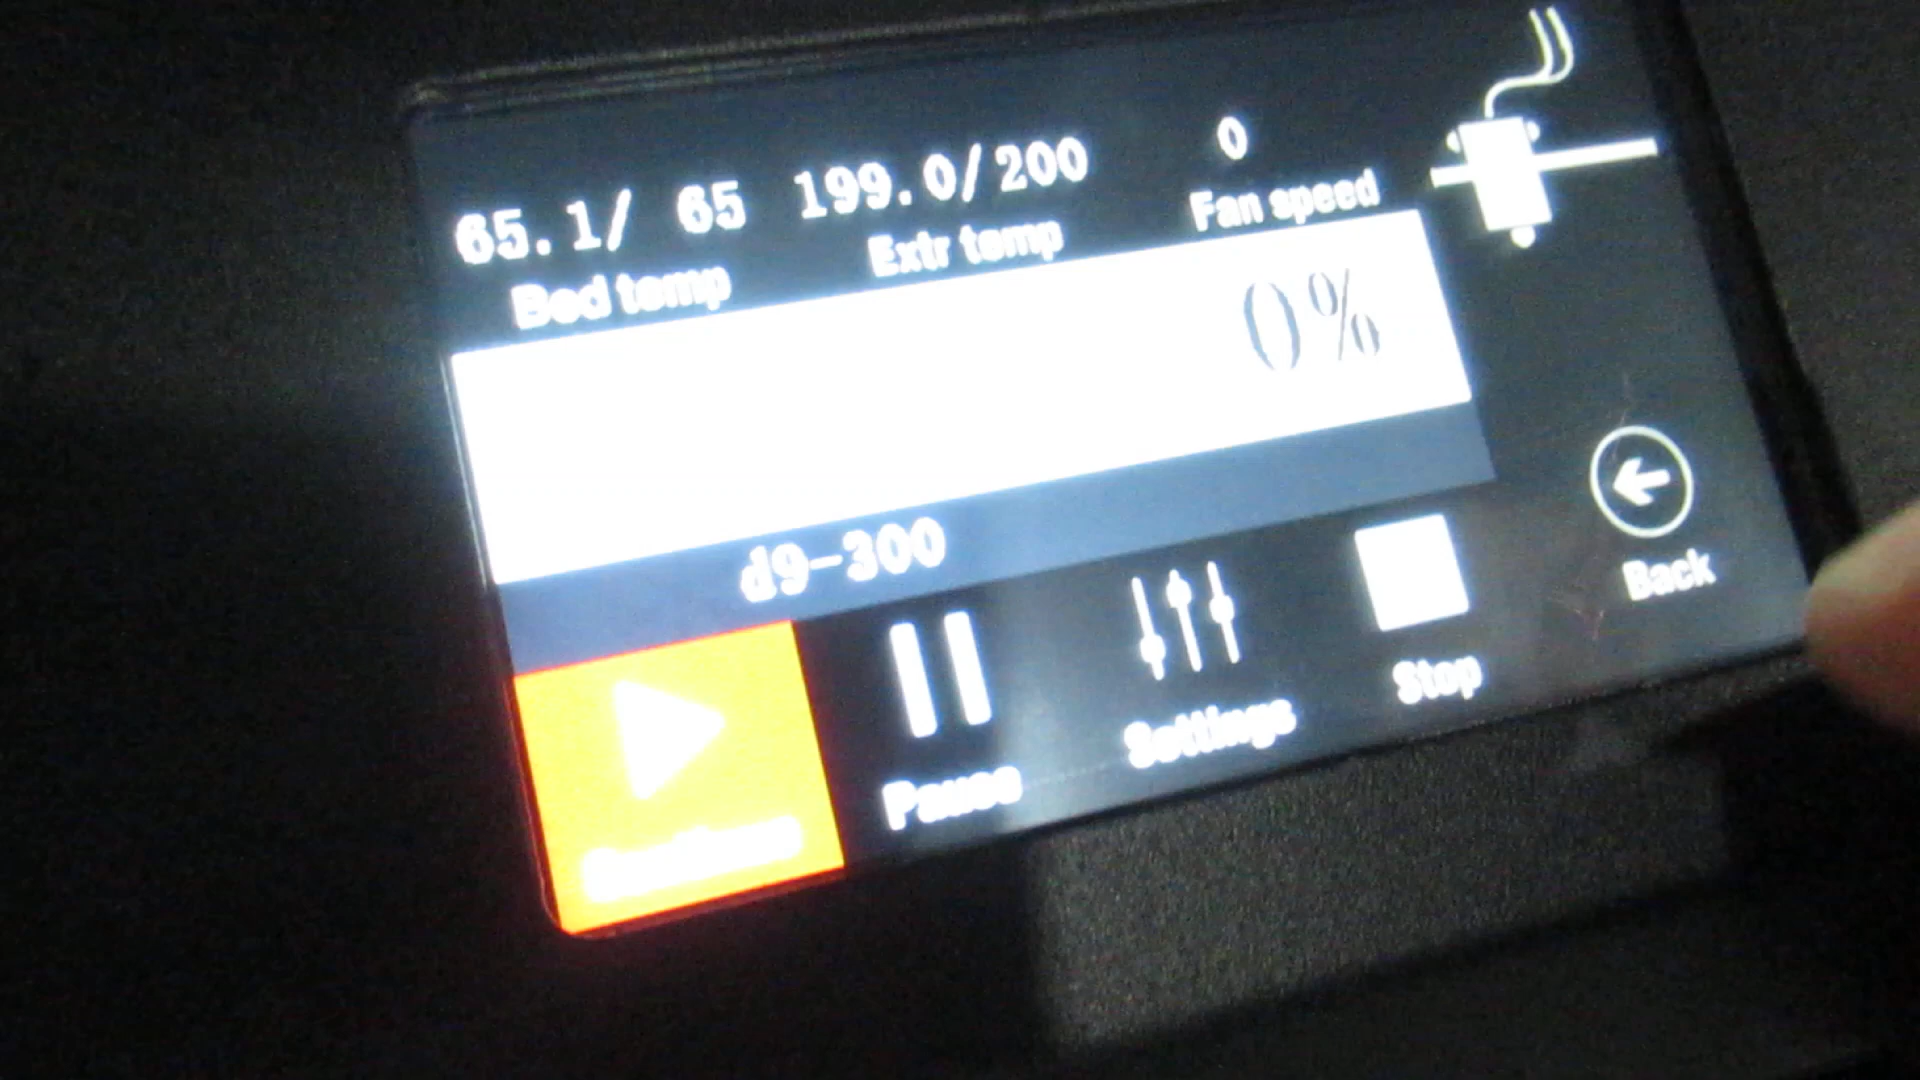 65.1/ 65 199.0/200 0
Bed temp Extr temp Fan speed
0%
d9-300
Continue Pause Settings Stop Back